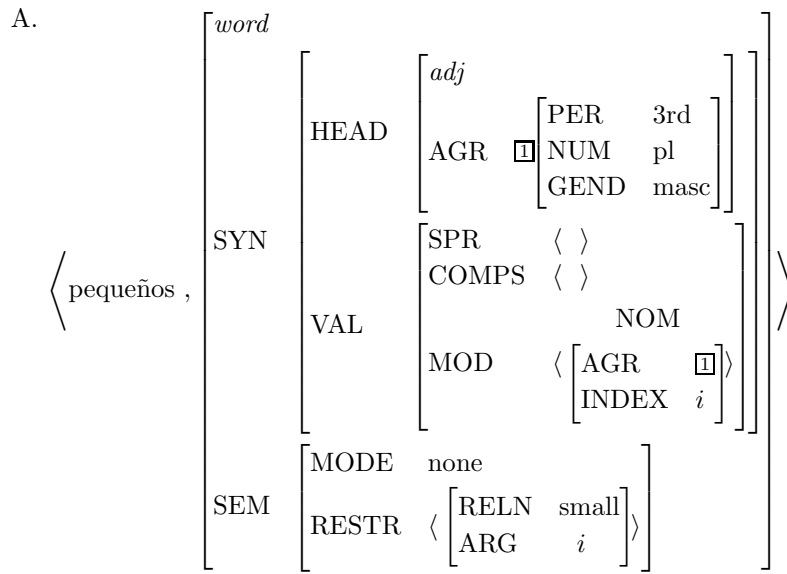 A.
word
adj
PER 3rd
HEAD
AGR 1 NUM pl
GEND masc
SYN
SPR ⟨ ⟩
⟨ pequeños , ⟩
COMPS ⟨ ⟩
NOM
VAL
MOD ⟨ AGR 1 ⟩
INDEX i
MODE none
SEM
RESTR ⟨ RELN small ⟩
ARG i